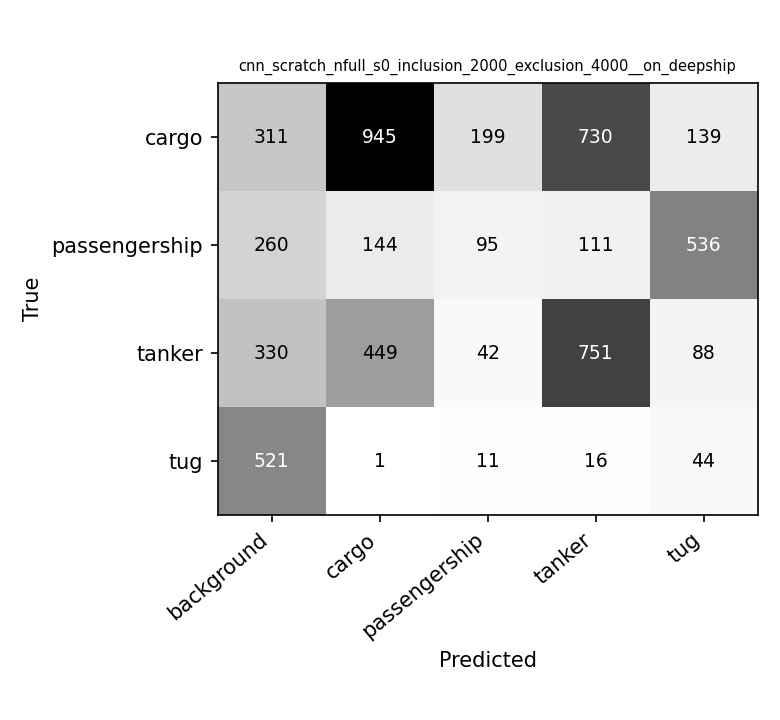 cnn_scratch_nfull_s0_inclusion_2000_exclusion_4000__on_deepship
cargo 311 945 199 730 139
passengership 260 144 95 111 536
tanker 330 449 42 751 88
tug 521 1 11 16 44
True
background cargo passengership tanker tug
Predicted